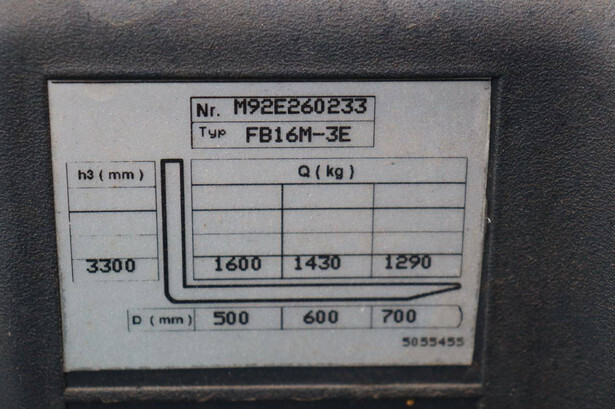 Nr. M92E260233
Typ FB16M-3E
h3 ( mm ) Q ( kg )
3300 1600 1430 1290
D ( mm ) 500 600 700
5055455